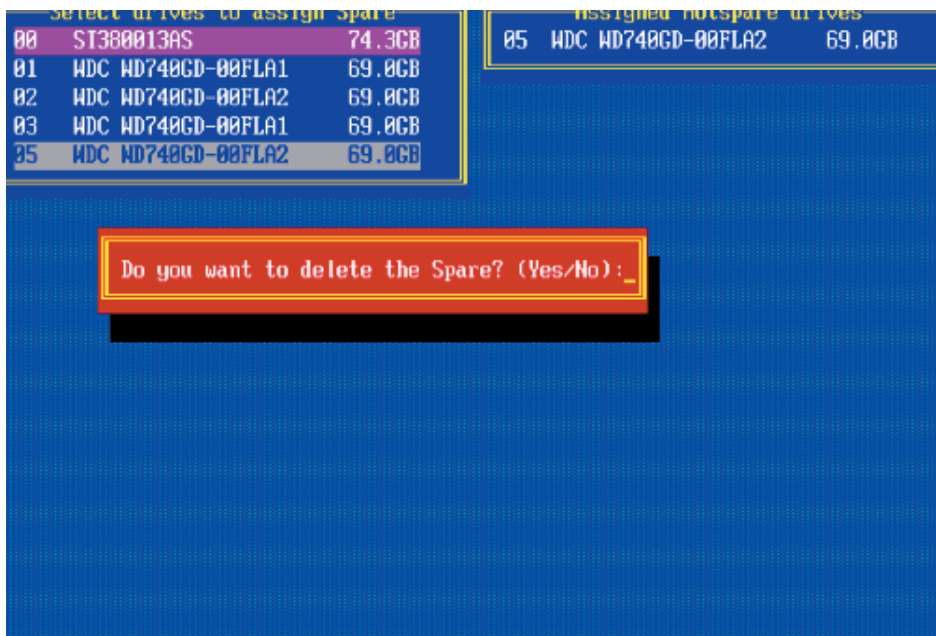 Select drives to assign Spare
00 ST380013AS 74.3GB
01 WDC WD740GD-00FLA1 69.0GB
02 WDC WD740GD-00FLA2 69.0GB
03 WDC WD740GD-00FLA1 69.0GB
05 WDC WD740GD-00FLA2 69.0GB
Assigned Hotspare drives
05 WDC WD740GD-00FLA2 69.0GB
Do you want to delete the Spare? (Yes/No):_